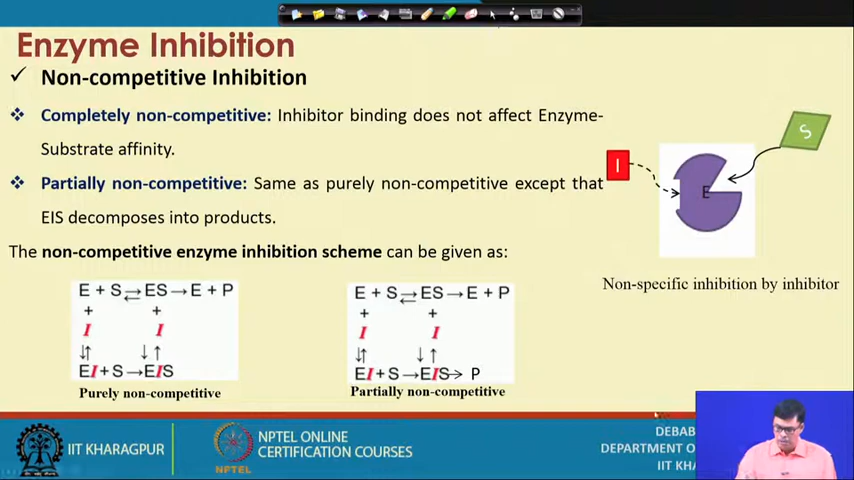 Enzyme Inhibition
✓ Non-competitive Inhibition
❖ Completely non-competitive: Inhibitor binding does not affect Enzyme-
Substrate affinity.
❖ Partially non-competitive: Same as purely non-competitive except that
EIS decomposes into products.
The non-competitive enzyme inhibition scheme can be given as:
I
E
S
Non-specific inhibition by inhibitor
E + S ⇌ ES → E + P
+ +
I I
⇃↾ ↓↑
EI + S → EIS
Purely non-competitive
E + S ⇌ ES → E + P
+ +
I I
⇃↾ ↓↑
EI + S → EIS → P
Partially non-competitive
IIT KHARAGPUR
NPTEL
NPTEL ONLINE
CERTIFICATION COURSES
DEBAB
DEPARTMENT O
IIT KHA